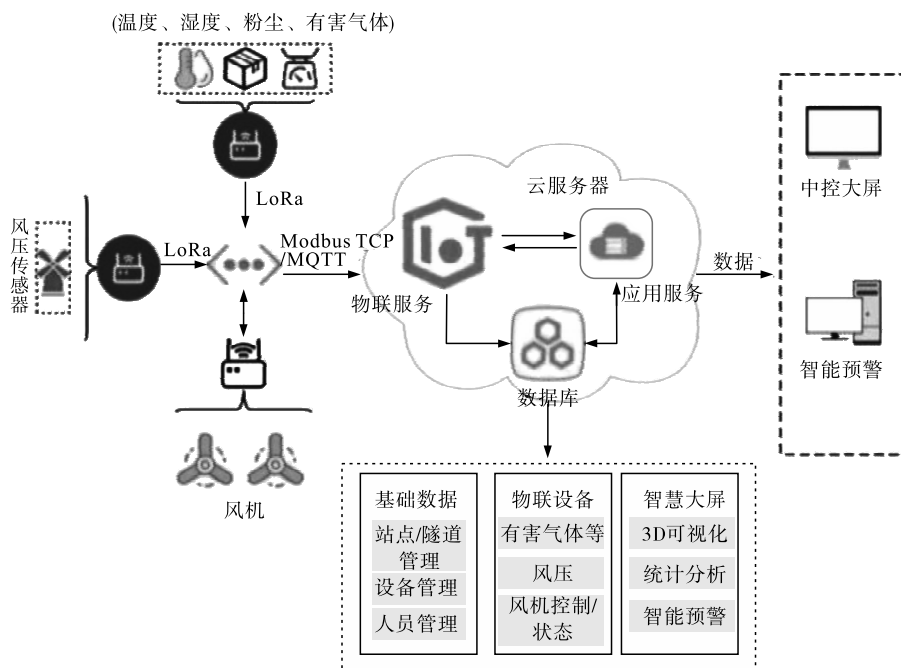 (温度、湿度、粉尘、有害气体)
LoRa
风压传感器
LoRa
Modbus TCP
/MQTT
云服务器
IoT
物联服务
应用服务
数据库
数据
中控大屏
智能预警
风机
基础数据
站点/隧道
管理
设备管理
人员管理
物联设备
有害气体等
风压
风机控制/
状态
智慧大屏
3D可视化
统计分析
智能预警